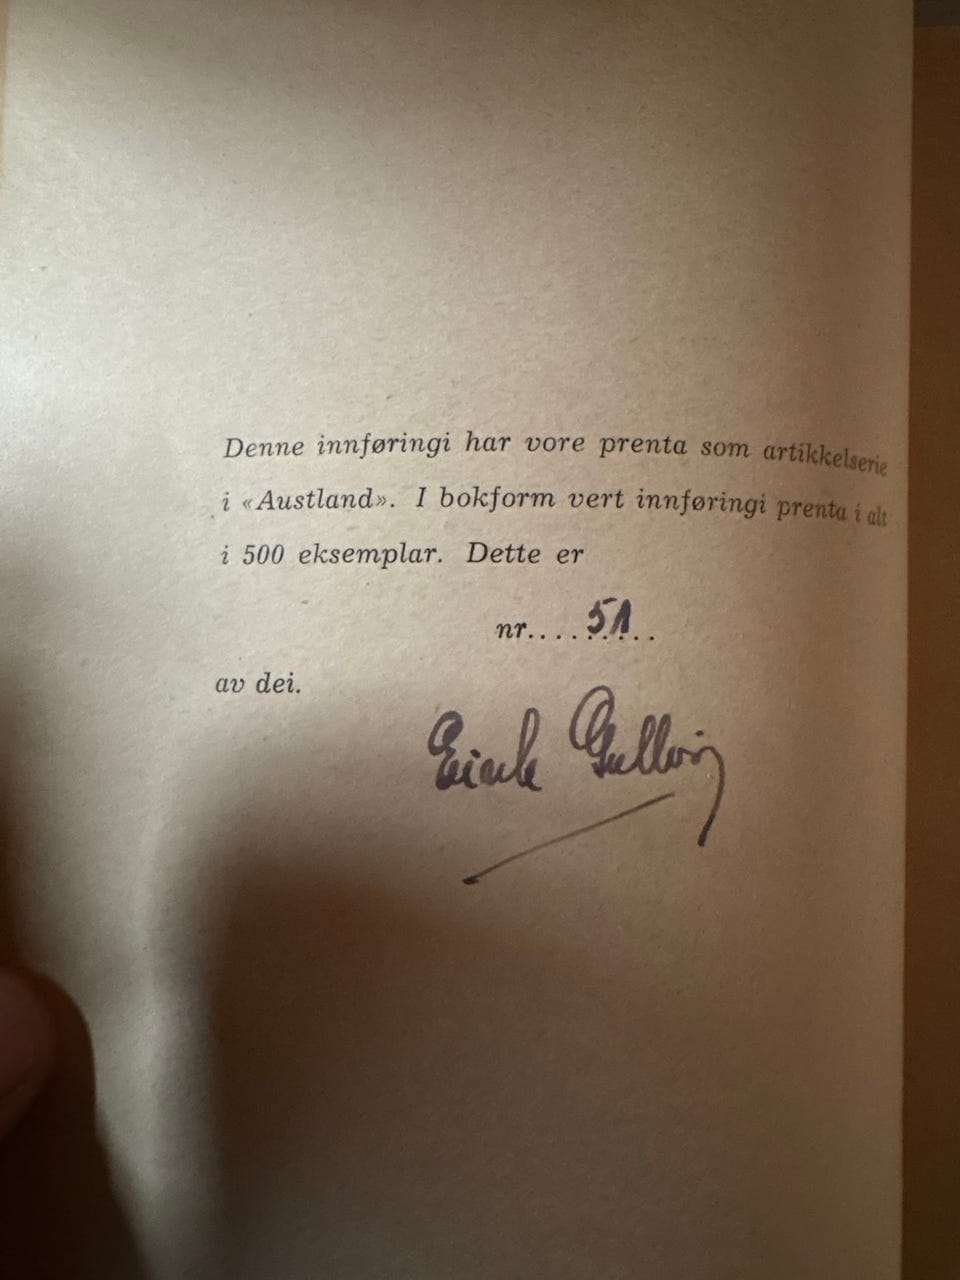 Denne innføringi har vore prenta som artikkelserie
i «Austland». I bokform vert innføringi prenta i alt
i 500 eksemplar. Dette er
nr....51...
av dei.